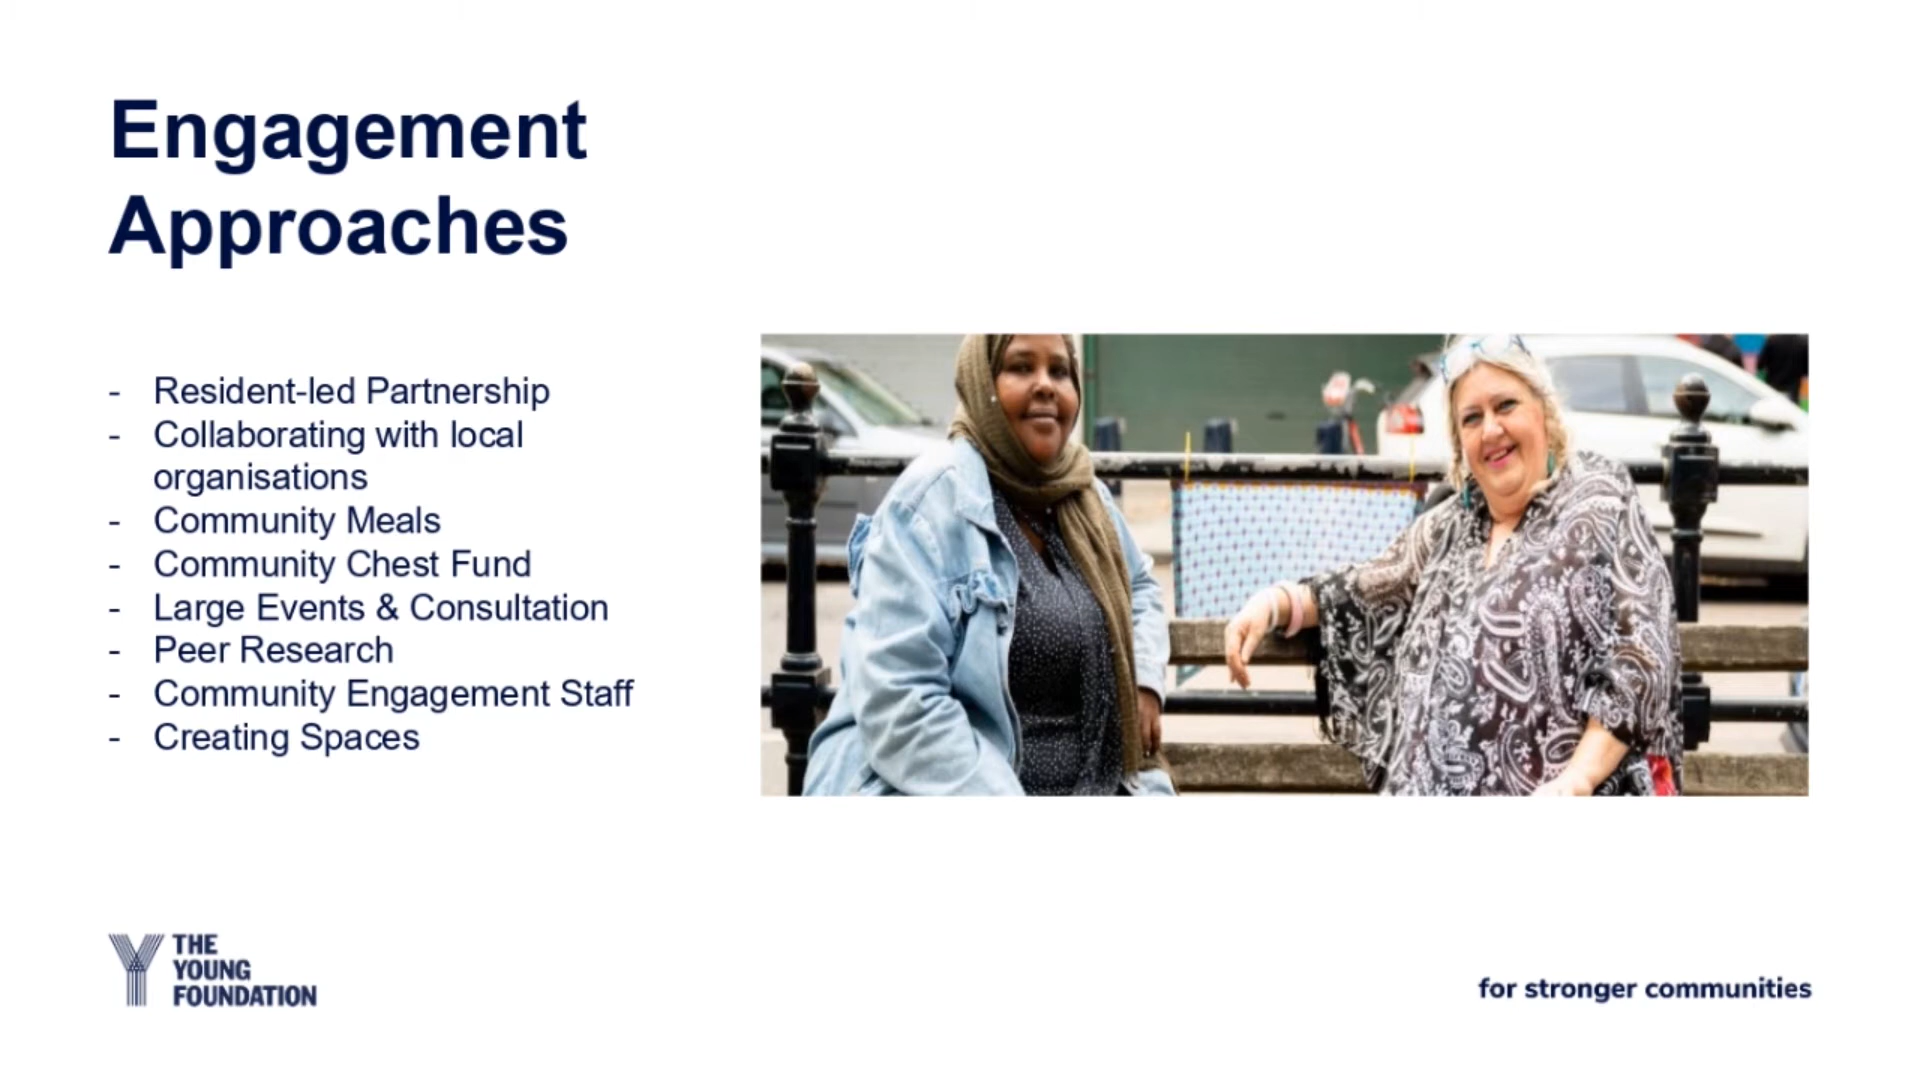 Engagement
Approaches
- Resident-led Partnership
- Collaborating with local
organisations
- Community Meals
- Community Chest Fund
- Large Events & Consultation
- Peer Research
- Community Engagement Staff
- Creating Spaces
THE
YOUNG
FOUNDATION
for stronger communities